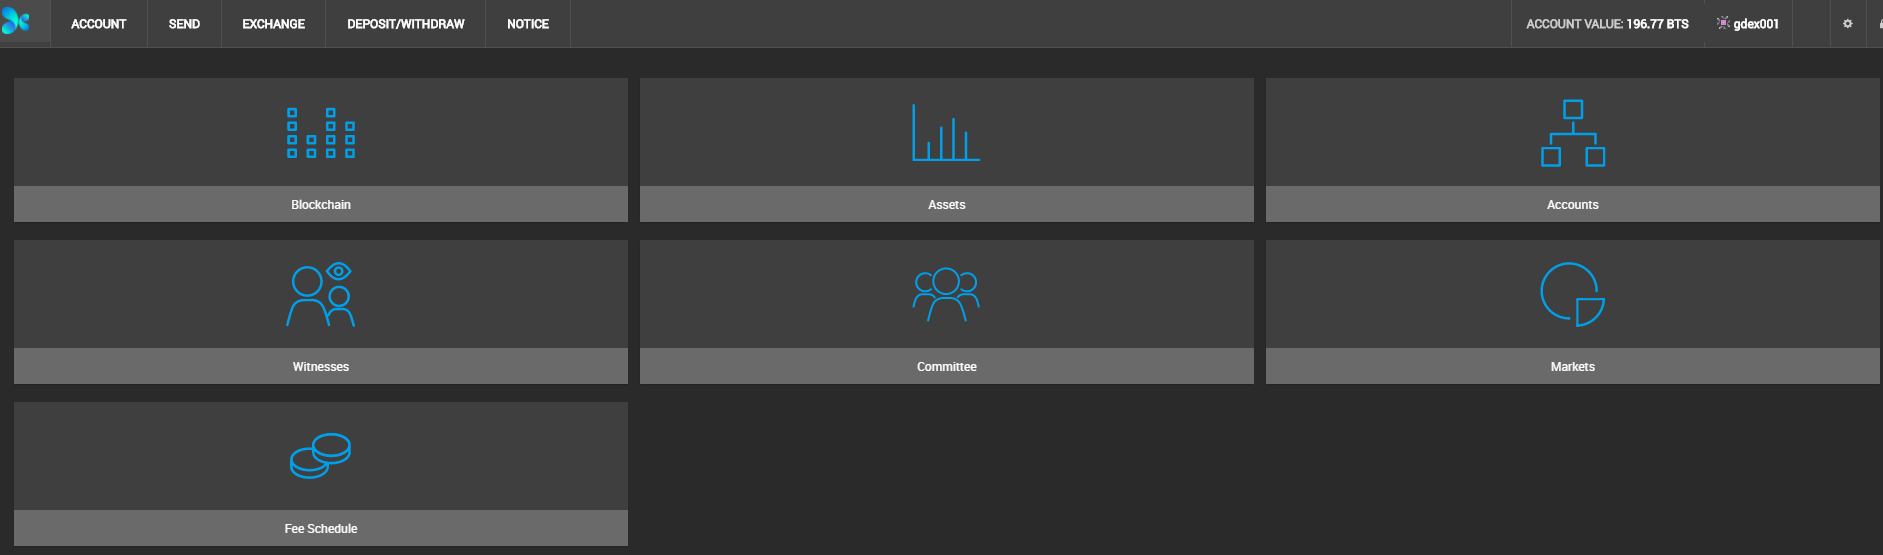 ACCOUNT SEND EXCHANGE DEPOSIT/WITHDRAW NOTICE ACCOUNT VALUE: 196.77 BTS gdex001
Blockchain Assets Accounts
Witnesses Committee Markets
Fee Schedule